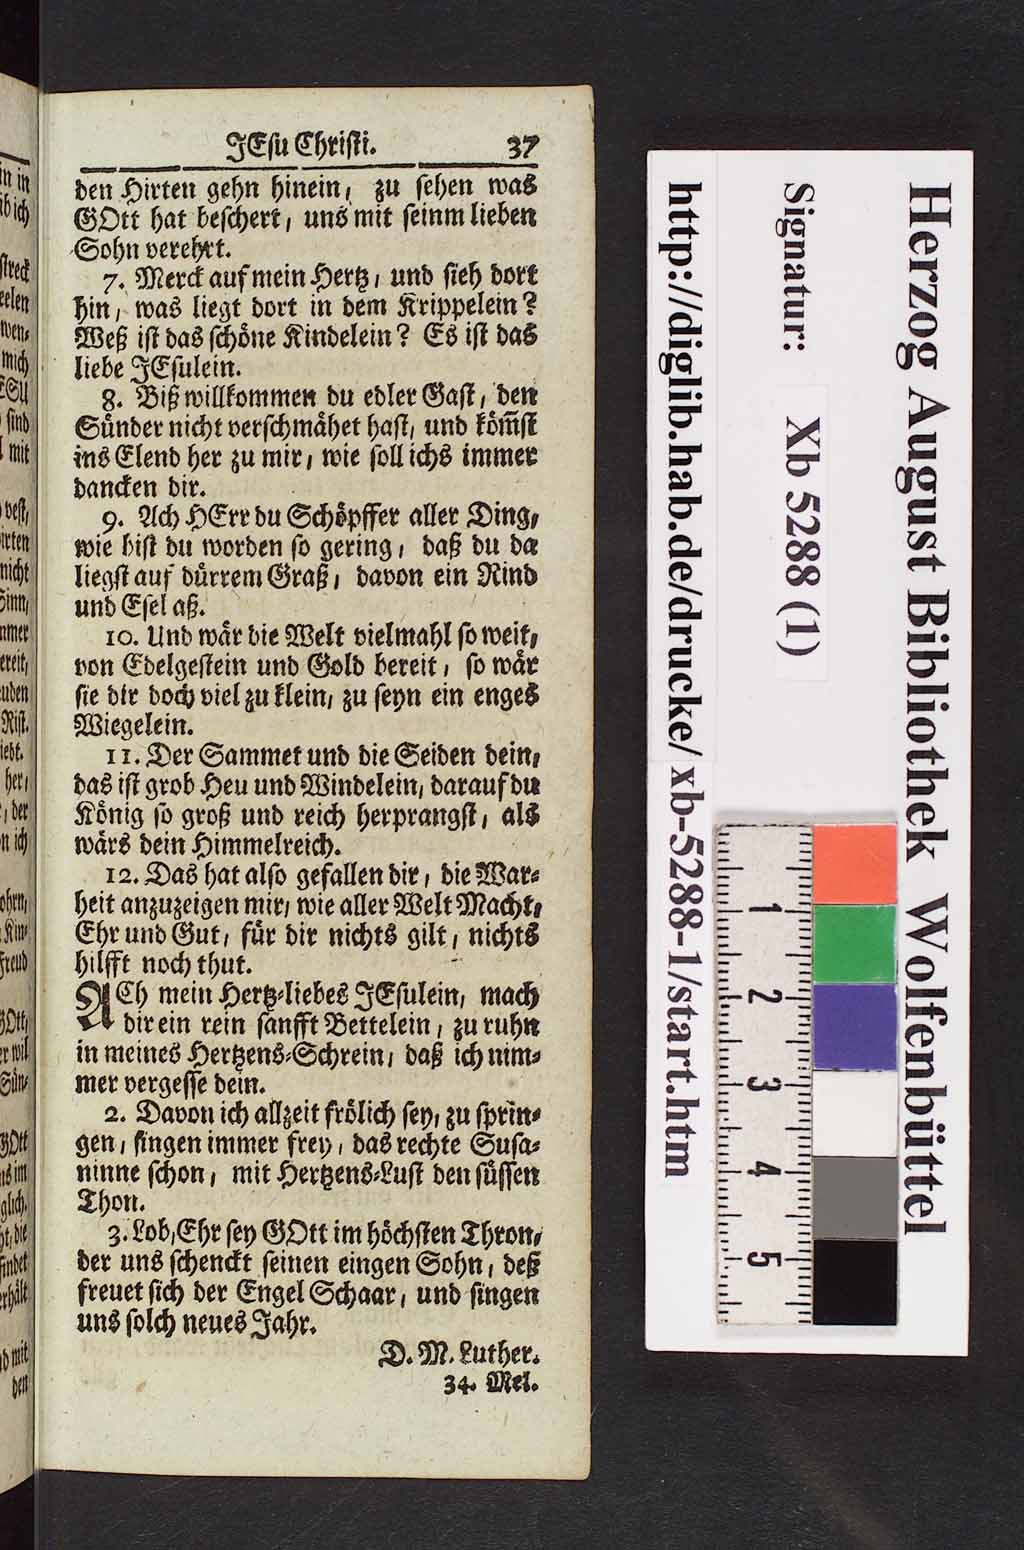 JEsu Christi. 37
den Hirten gehn hinein, zu sehen was
GOtt hat beschert, uns mit seinm lieben
Sohn verehrt.
7. Merck auf mein Hertz, und sieh dort
hin, was liegt dort in dem Krippelein?
Weß ist das schöne Kindelein? Es ist das
liebe JEsulein.
8. Biß willkommen du edler Gast, den
Sünder nicht verschmähet hast, undköm̃st
ins Elend her zu mir, wie soll ichs immer
dancken dir.
9. Ach HErr du Schöpffer aller Ding,
wie bist du worden so gering, daß du da
liegst auf dürrem Graß, davon ein Rind
und Esel aß.
10. Und wär die Welt vielmahl so weit,
von Edelgestein und Gold bereit, so wär
sie dir doch viel zu klein, zu seyn ein enges
Wiegelein.
11. Der Sammet und die Seiden dein,
das ist grob Heu und Windelein, darauf du
König so groß und reich herprangst, als
wärs dein Himmelreich.
12. Das hat also gefallen dir, die War-
heit anzuzeigen mir, wie aller Welt Macht,
Ehr und Gut, für dir nichts gilt, nichts
hilfft noch thut.
ACh mein Hertz-liebes JEsulein, mach
dir ein rein sanfft Bettelein, zu ruhn
in meines Hertzens-Schrein, daß ich nim-
mer vergesse dein.
2. Davon ich allzeit frölich sey, zu sprin-
gen, singen immer frey, das rechte Susa-
ninne schon, mit Hertzens-Lust den süssen
Thon.
3. Lob, Ehr sey GOtt im höchsten Thron,
der uns schenckt seinen eingen Sohn, deß
freuet sich der Engel Schaar, und singen
uns solch neues Jahr.
D. M. Luther.
34. Mel.
Herzog August Bibliothek Wolfenbüttel
Signatur: Xb 5288 (1)
http://diglib.hab.de/drucke/xb-5288-1/start.htm
1
2
3
4
5